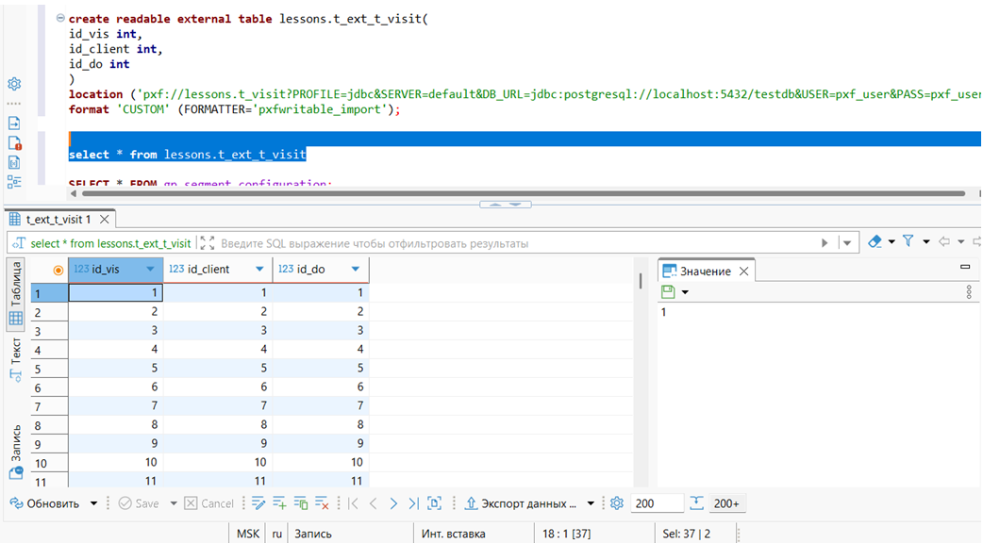 create readable external table lessons.t_ext_t_visit(
id_vis int,
id_client int,
id_do int
)
location ('pxf://lessons.t_visit?PROFILE=jdbc&SERVER=default&DB_URL=jdbc:postgresql://localhost:5432/testdb&USER=pxf_user&PASS=pxf_user
format 'CUSTOM' (FORMATTER='pxfwritable_import');
select * from lessons.t_ext_t_visit
SELECT * FROM gp_segment_configuration;
t_ext_t_visit 1
select * from lessons.t_ext_t_visit Введите SQL выражение чтобы отфильтровать результаты
Таблица
Текст
Запись
123 id_vis 123 id_client 123 id_do
1 1 1 1
2 2 2 2
3 3 3 3
4 4 4 4
5 5 5 5
6 6 6 6
7 7 7 7
8 8 8 8
9 9 9 9
10 10 10 10
11 11 11 11
Значение
1
Обновить Save Cancel Экспорт данных ... 200 200+
MSK ru Запись Инт. вставка 18 : 1 [37] Sel: 37 | 2